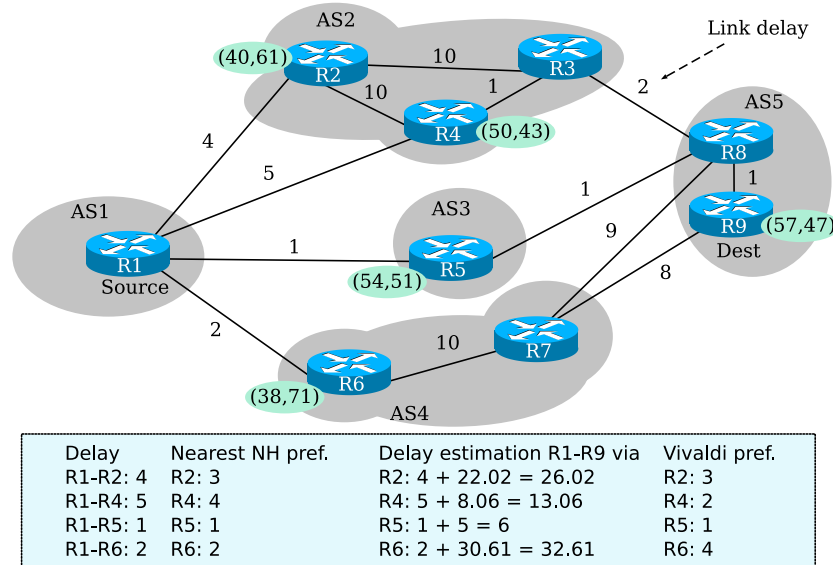 AS2
(40,61)
R2
10
R3
Link delay
10
1
2
R4
(50,43)
AS5
R8
4
5
1
1
R9
(57,47)
Dest
AS1
R1
Source
AS3
1
R5
(54,51)
9
8
2
10
R7
R6
(38,71)
AS4
Delay Nearest NH pref. Delay estimation R1-R9 via Vivaldi pref.
R1-R2: 4 R2: 3 R2: 4 + 22.02 = 26.02 R2: 3
R1-R4: 5 R4: 4 R4: 5 + 8.06 = 13.06 R4: 2
R1-R5: 1 R5: 1 R5: 1 + 5 = 6 R5: 1
R1-R6: 2 R6: 2 R6: 2 + 30.61 = 32.61 R6: 4